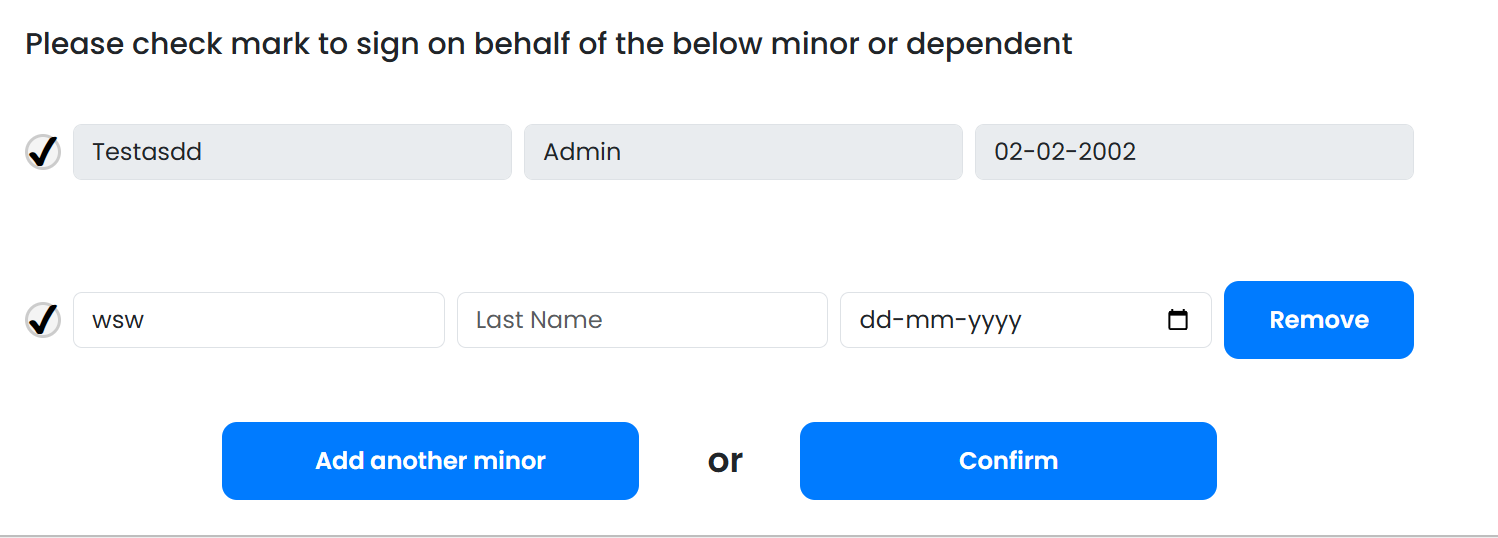 Please check mark to sign on behalf of the below minor or dependent
Testasdd Admin 02-02-2002
wsw Last Name dd-mm-yyyy Remove
Add another minor or Confirm